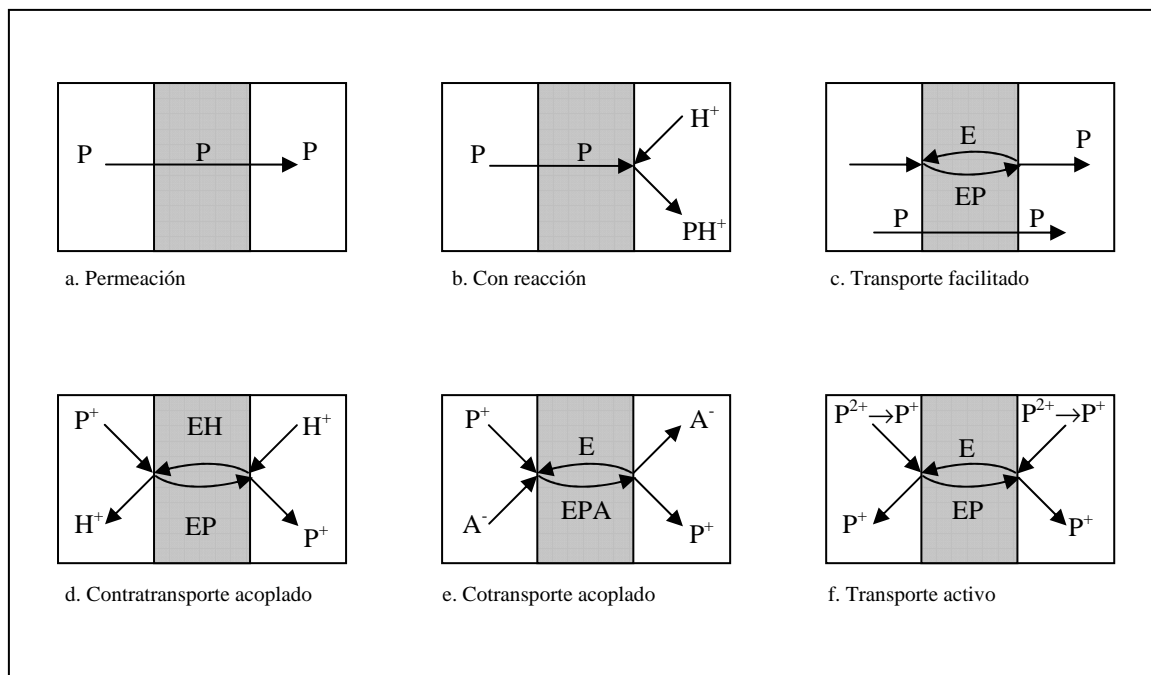 P P P
a. Permeación
P P H⁺
PH⁺
b. Con reacción
E P
EP
P P
c. Transporte facilitado
P⁺ EH H⁺
H⁺ EP P⁺
d. Contratransporte acoplado
P⁺ E A⁻
A⁻ EPA P⁺
e. Cotransporte acoplado
P²⁺→P⁺ E P²⁺→P⁺
P⁺ EP P⁺
f. Transporte activo